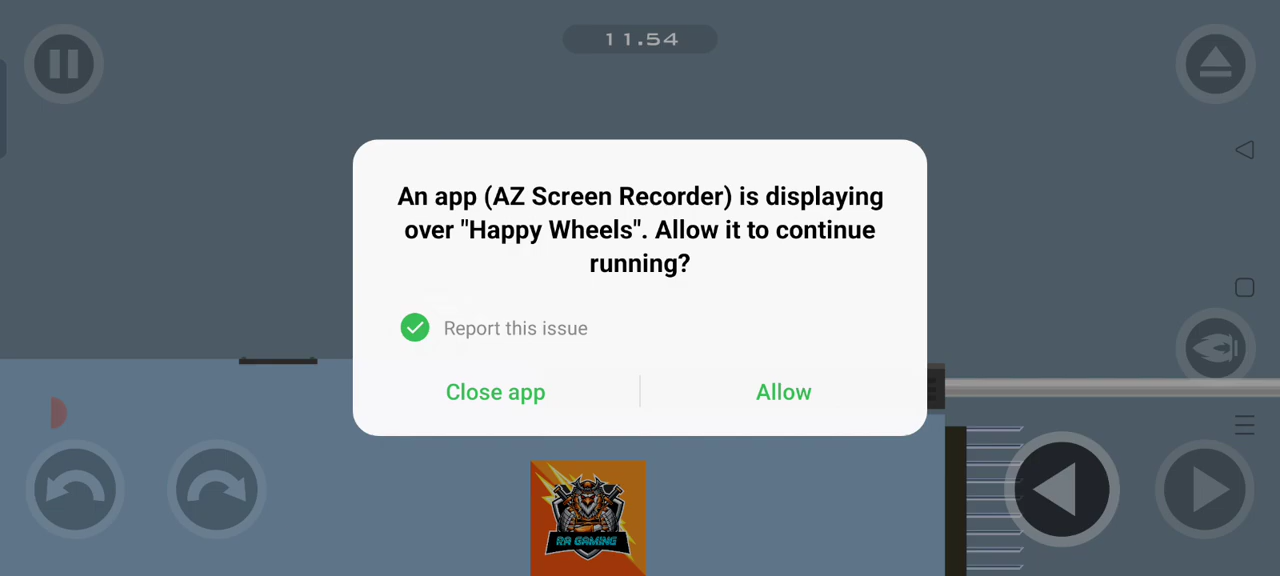 11.54
An app (AZ Screen Recorder) is displaying
over "Happy Wheels". Allow it to continue
running?
Report this issue
Close app
Allow
RA GAMING